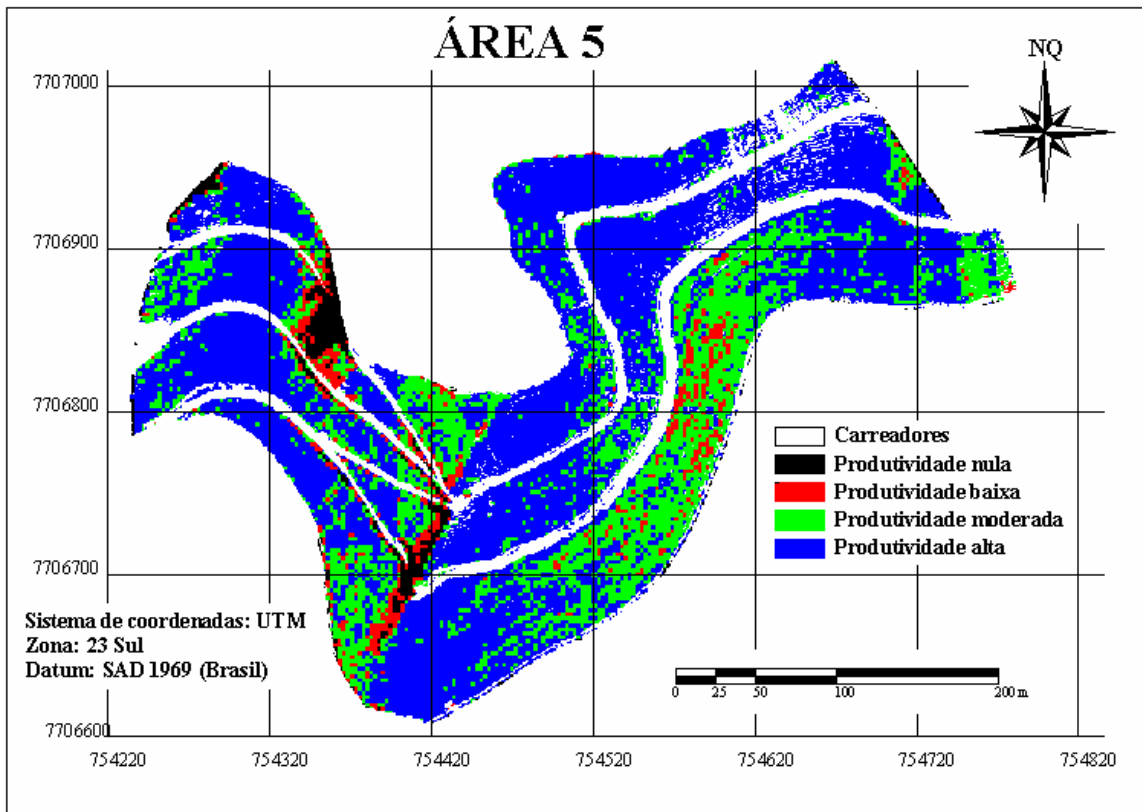 ÁREA 5
NQ
7707000
7706900
7706800
7706700
7706600
Carreadores
Produtividade nula
Produtividade baixa
Produtividade moderada
Produtividade alta
Sistema de coordenadas: UTM
Zona: 23 Sul
Datum: SAD 1969 (Brasil)
0 25 50 100 200 m
754220 754320 754420 754520 754620 754720 754820